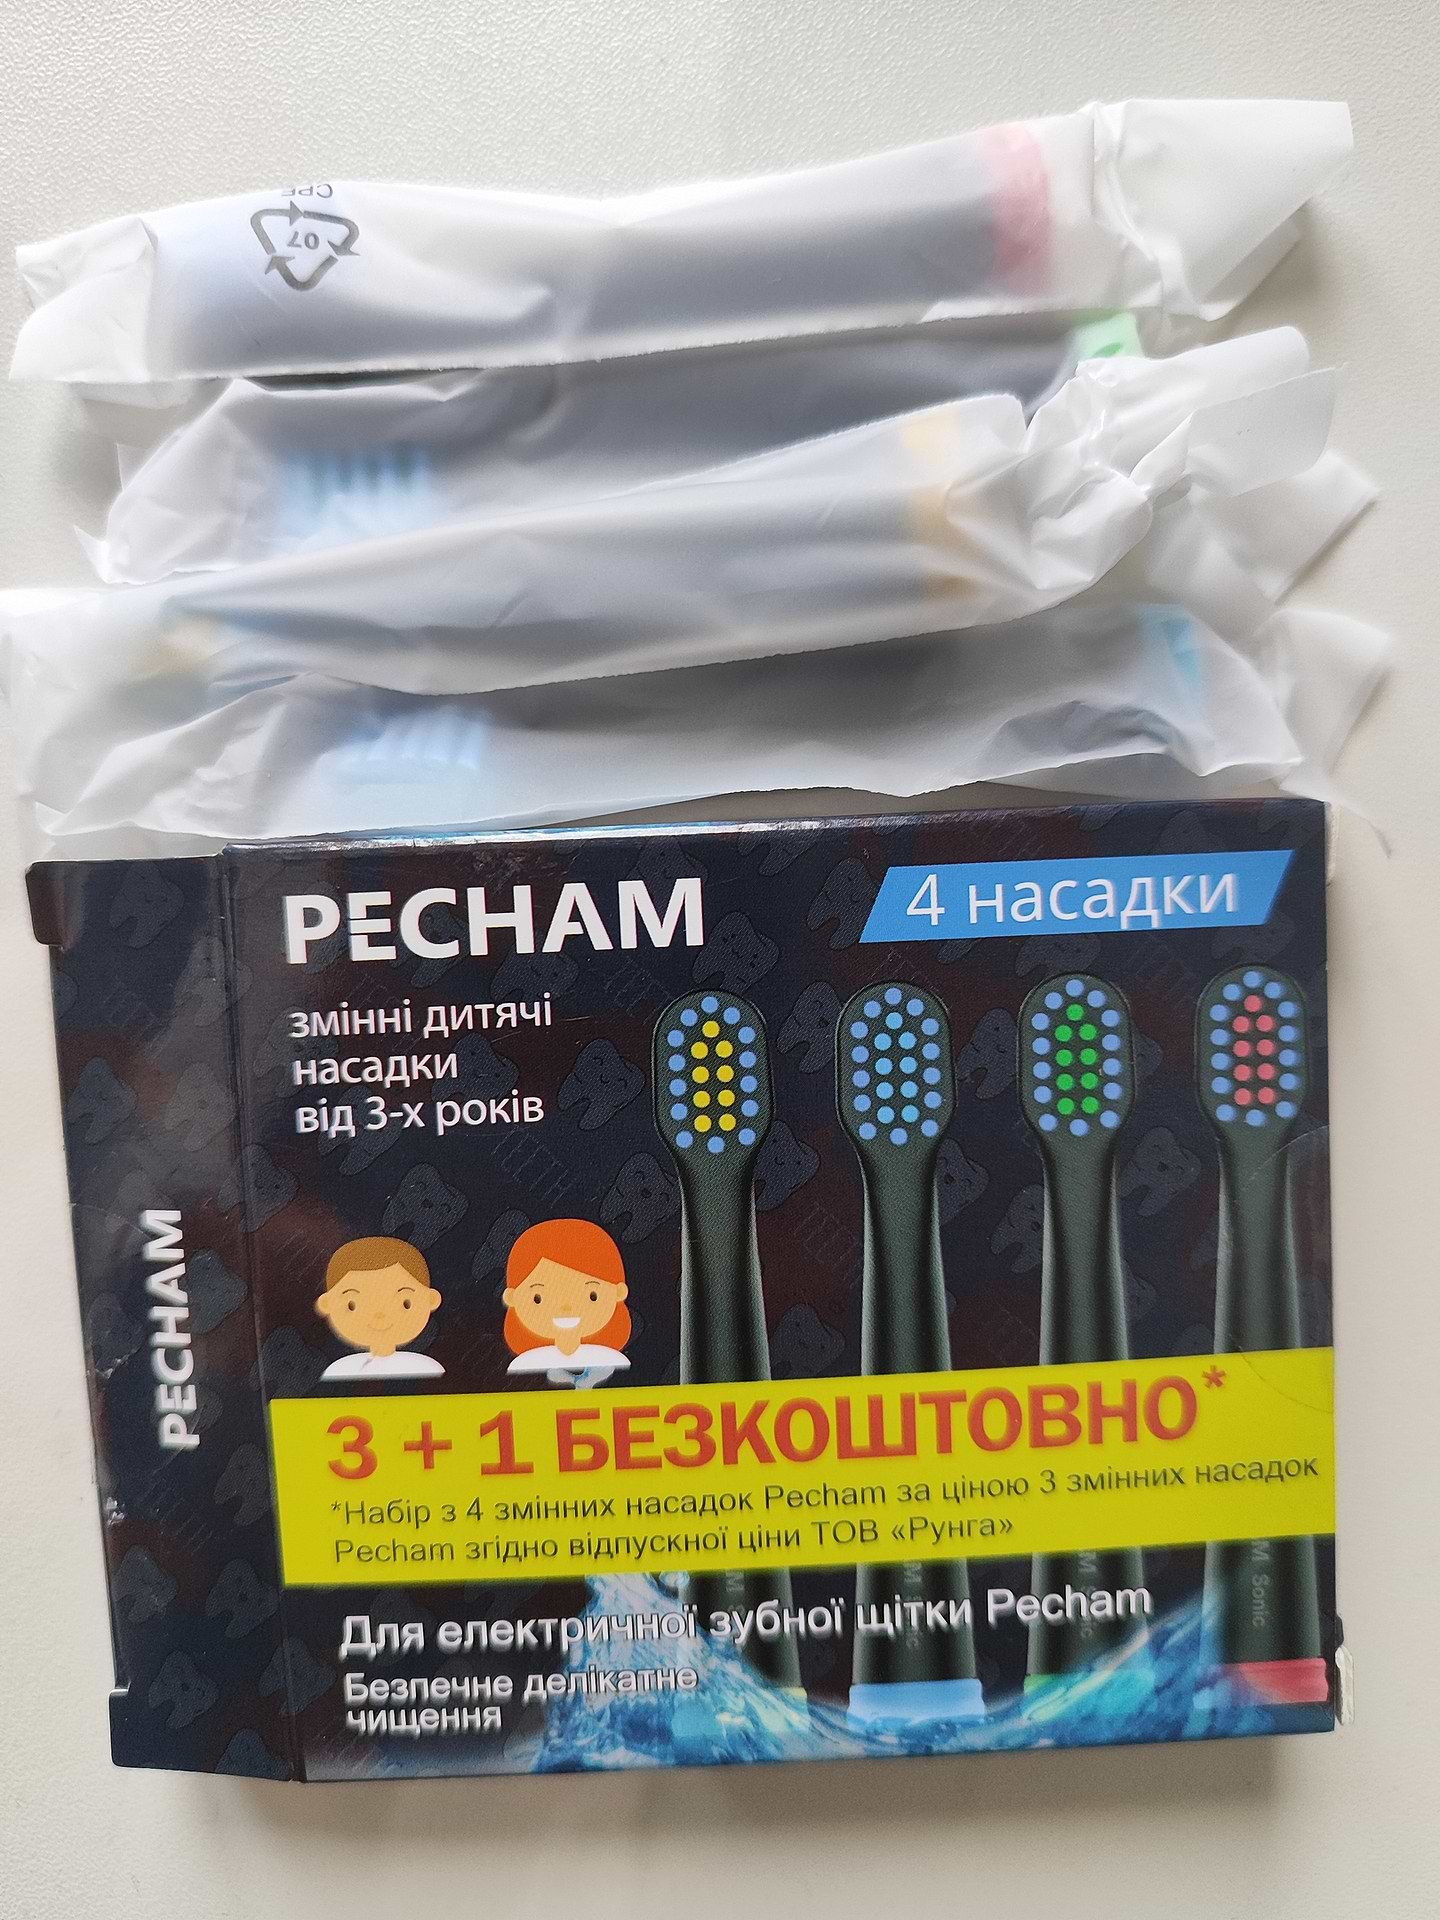 CPE
07
PECHAM
4 насадки
змінні дитячі
насадки
від 3-х років
PECHAM
3 + 1 БЕЗКОШТОВНО*
*Набір з 4 змінних насадок Pecham за ціною 3 змінних насадок
Pecham згідно відпускної ціни ТОВ «Рунга»
Для електричної зубної щітки Pecham
Безпечне делікатне
чищення
M Sonic